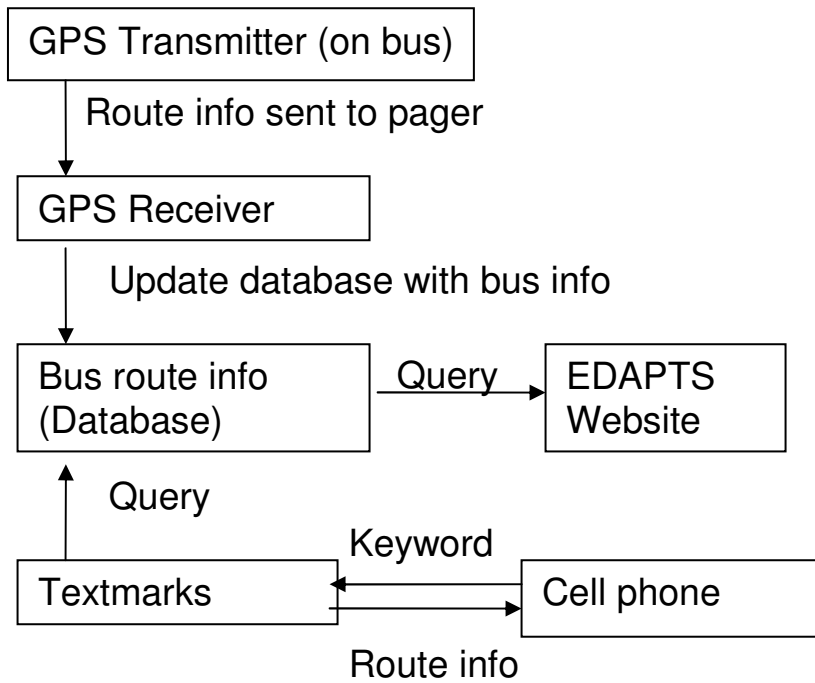 GPS Transmitter (on bus)
Route info sent to pager
GPS Receiver
Update database with bus info
Bus route info
(Database)
Query
EDAPTS
Website
Query
Keyword
Textmarks
Cell phone
Route info